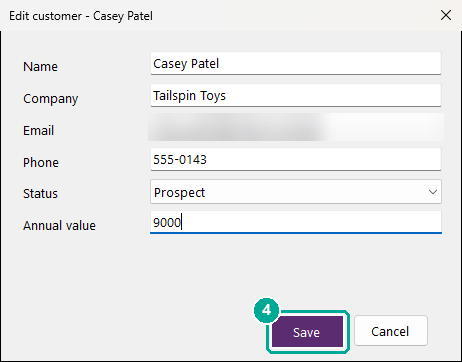 Edit customer - Casey Patel
Name
Casey Patel
Company
Tailspin Toys
Email
Phone
555-0143
Status
Prospect
Annual value
9000
4
Save
Cancel